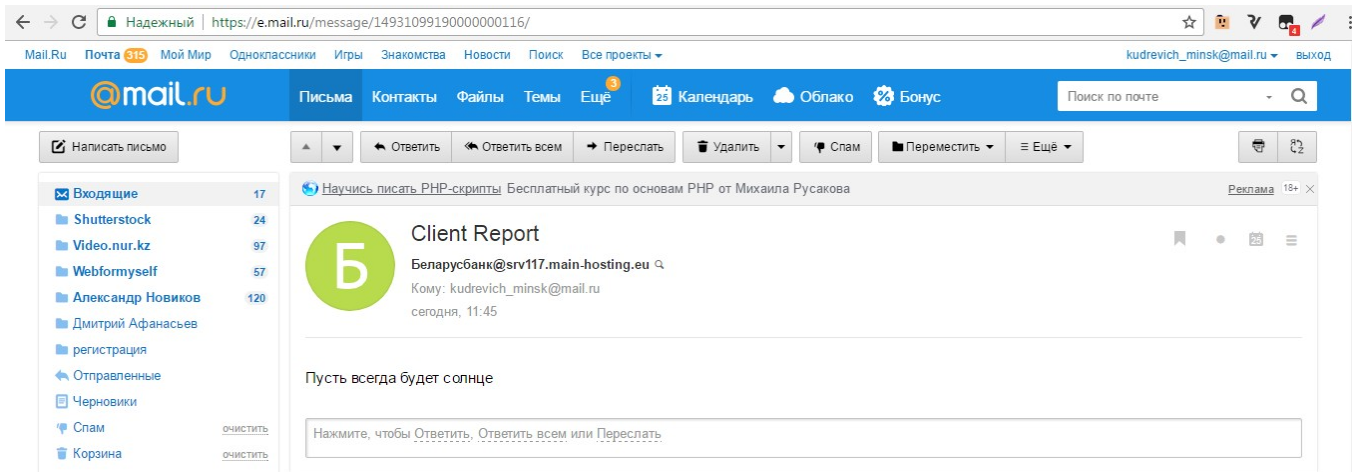 Надежный | https://e.mail.ru/message/14931099190000000116/
4
Mail.Ru Почта 315 Мой Мир Одноклассники Игры Знакомства Новости Поиск Все проекты kudrevich_minsk@mail.ru выход
@mail.ru Письма Контакты Файлы Темы Ещё 3 25 Календарь Облако Бонус Поиск по почте
Написать письмо Ответить Ответить всем Переслать Удалить Спам Переместить Ещё
Научись писать PHP-скрипты Бесплатный курс по основам PHP от Михаила Русакова Реклама 18+
Входящие 17
Shutterstock 24
Video.nur.kz 97
Webformyself 57
Александр Новиков 120
Дмитрий Афанасьев
регистрация
Отправленные
Черновики
Спам очистить
Корзина очистить
Б
Client Report
25
Беларусбанк@srv117.main-hosting.eu
Кому: kudrevich_minsk@mail.ru
сегодня, 11:45
Пусть всегда будет солнце
Нажмите, чтобы Ответить, Ответить всем или Переслать